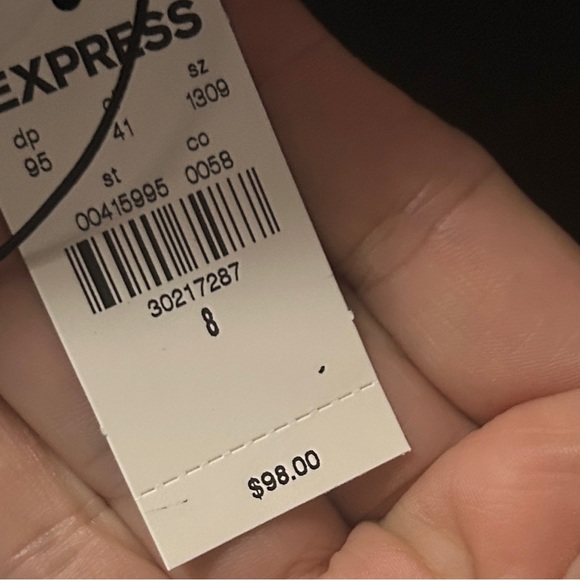 EXPRESS
dp sz
95 41 1309
st co
00415995 0058
30217287
8
$98.00